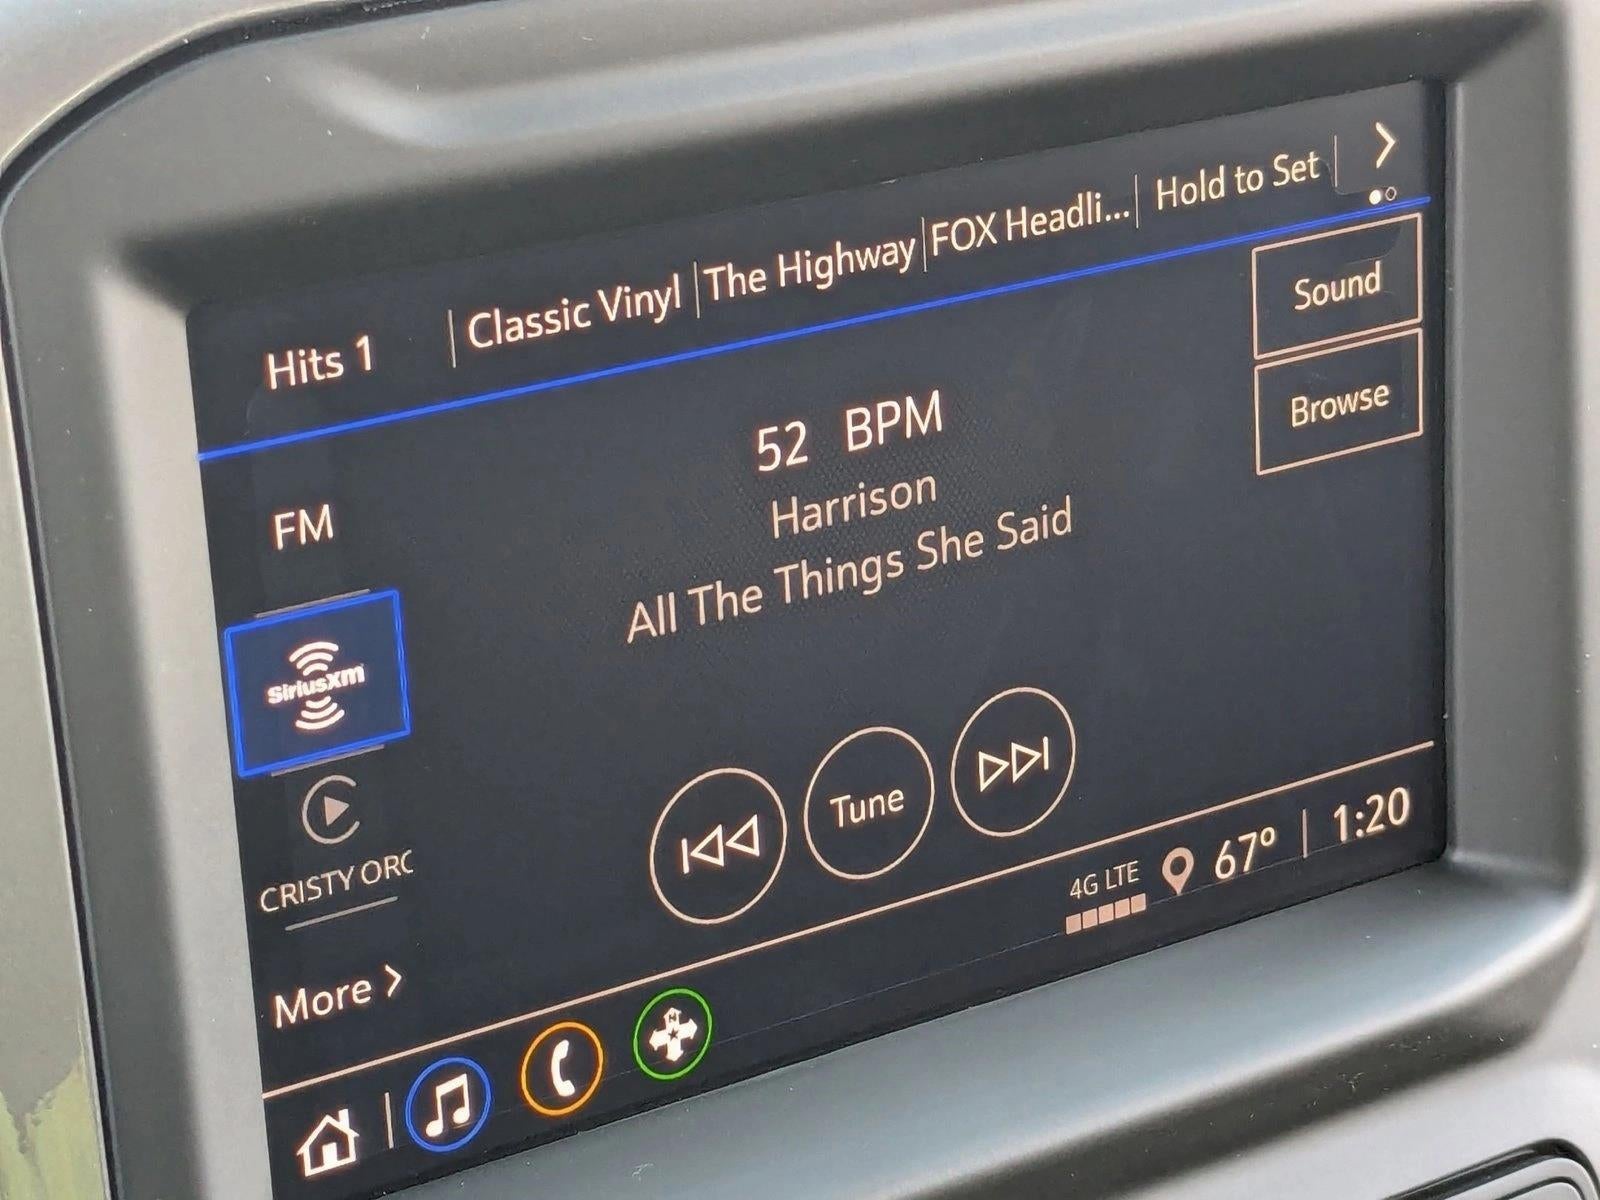 Hits 1 | Classic Vinyl | The Highway | FOX Headli... | Hold to Set |
Sound
Browse
52 BPM
Harrison
All The Things She Said
FM
SiriusXM
CRISTY ORC
More >
Tune
4G LTE 67° | 1:20
N